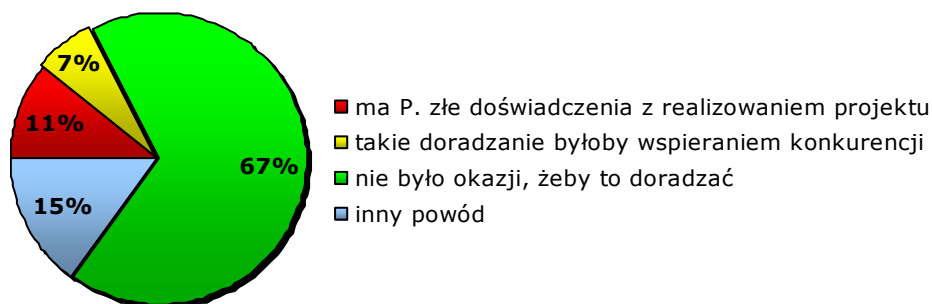 7%
11%
67%
15%
ma P. złe doświadczenia z realizowaniem projektu
takie doradzanie byłoby wspieraniem konkurencji
nie było okazji, żeby to doradzać
inny powód